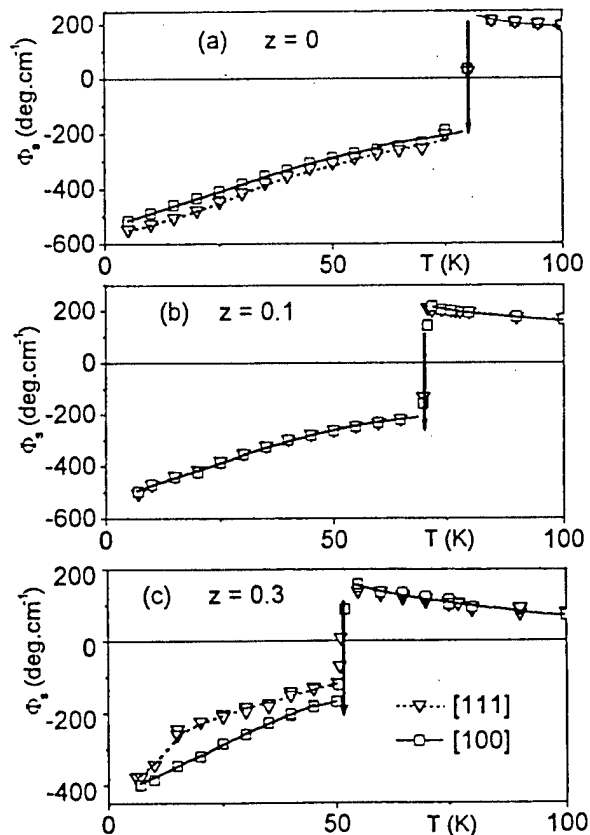 (a) z = 0
Φs (deg.cm-1)
200
0
-200
-400
-600
0
50
T (K)
100
(b) z = 0.1
Φs (deg.cm-1)
200
0
-200
-400
-600
0
50
T (K)
100
(c) z = 0.3
Φs (deg.cm-1)
200
0
-200
-400
[111]
[100]
0
50
T (K)
100